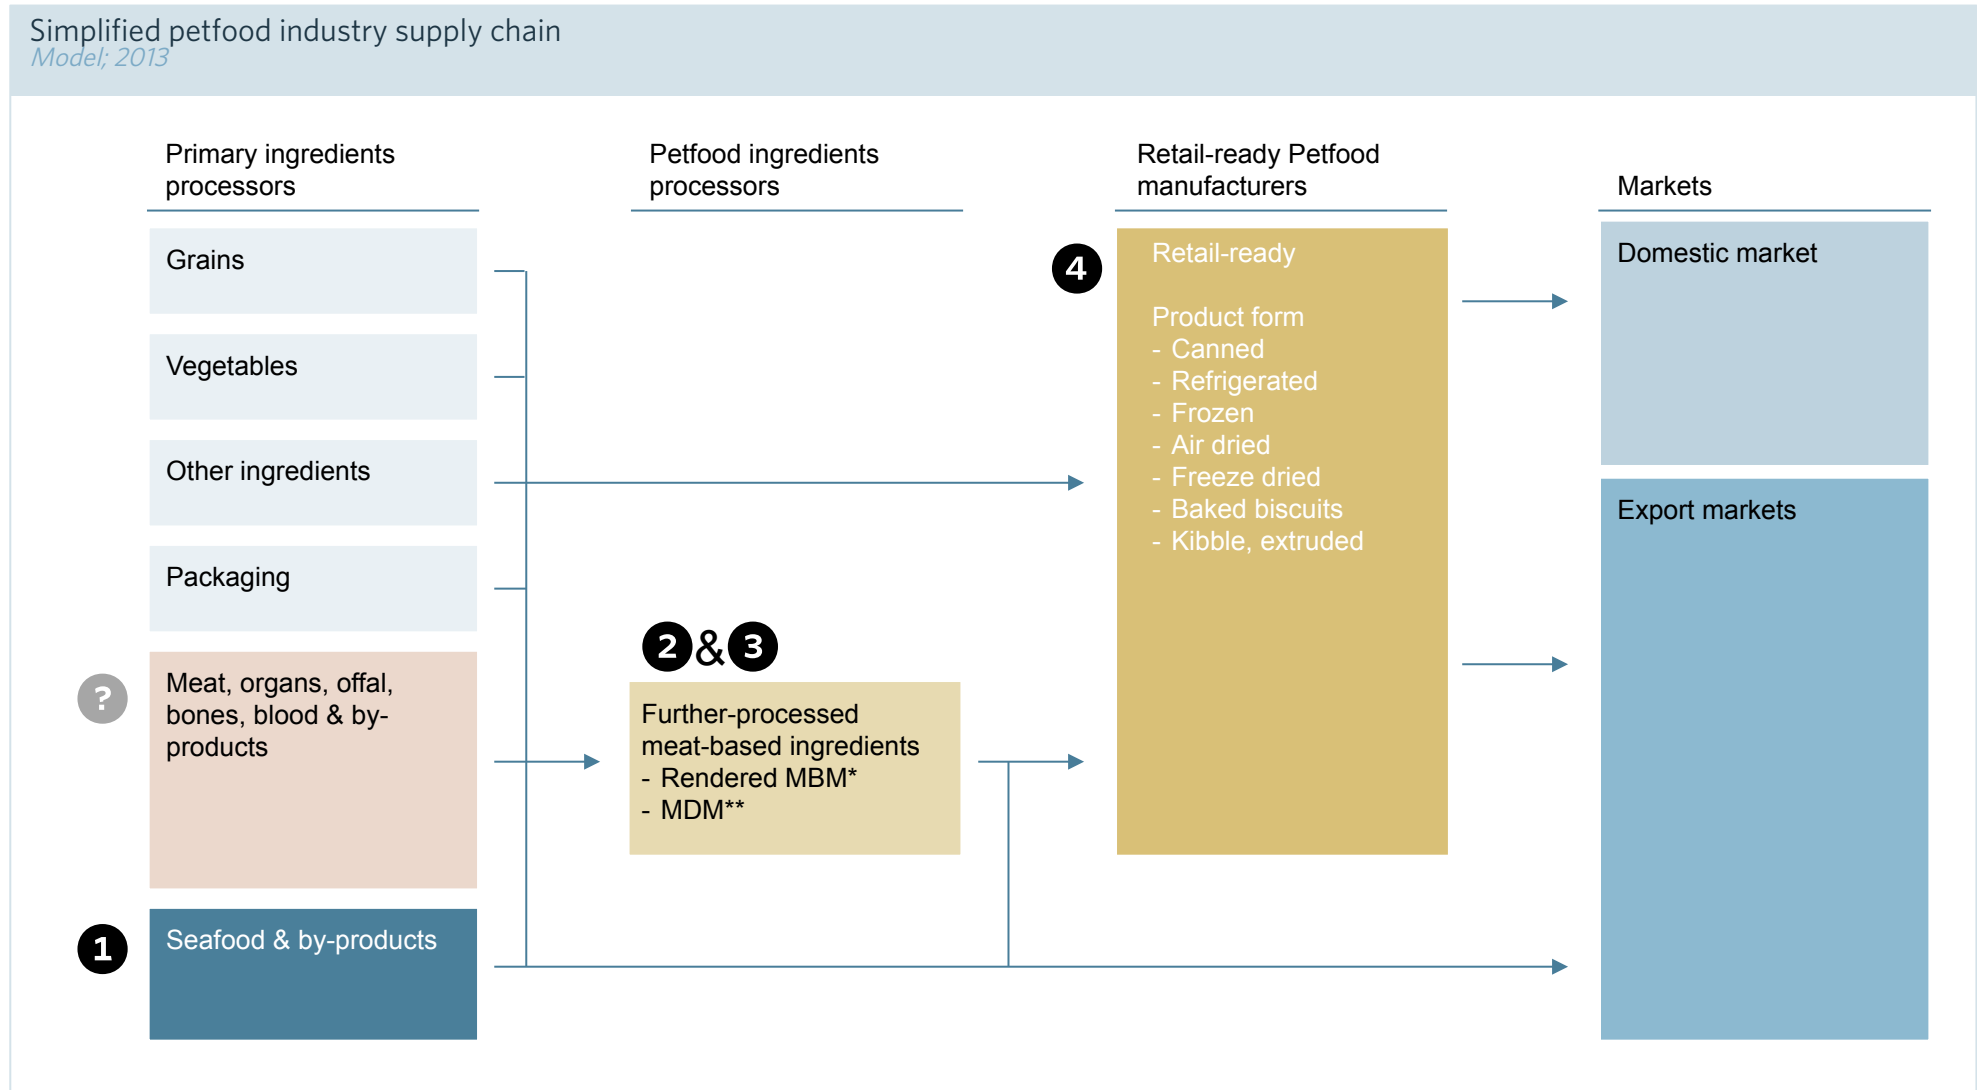 Simplified petfood industry supply chain
Model; 2013
Primary ingredients
processors
Petfood ingredients
processors
Retail-ready Petfood
manufacturers
Markets
Grains
Vegetables
Other ingredients
Packaging
?
Meat, organs, offal,
bones, blood & by-
products
1
Seafood & by-products
2 & 3
Further-processed
meat-based ingredients
- Rendered MBM*
- MDM**
4
Retail-ready
Product form
- Canned
- Refrigerated
- Frozen
- Air dried
- Freeze dried
- Baked biscuits
- Kibble, extruded
Domestic market
Export markets